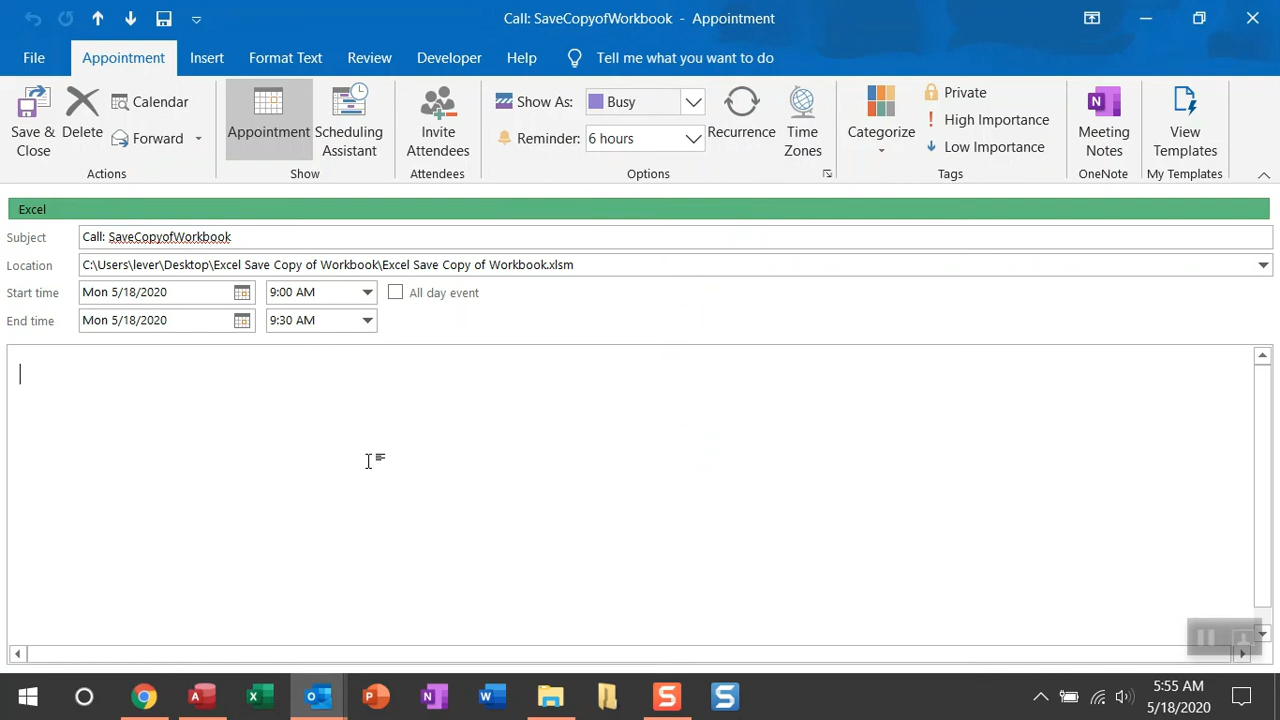 Call: SaveCopyofWorkbook - Appointment
File Appointment Insert Format Text Review Developer Help Tell me what you want to do
Save & Close
Delete
Calendar
Forward
Actions
Appointment
Scheduling Assistant
Show
Invite Attendees
Attendees
Show As: Busy
Reminder: 6 hours
Recurrence
Time Zones
Options
Categorize
Private
High Importance
Low Importance
Tags
Meeting Notes
OneNote
View Templates
My Templates
Excel
Subject Call: SaveCopyofWorkbook
Location C:\Users\lever\Desktop\Excel Save Copy of Workbook\Excel Save Copy of Workbook.xlsm
Start time Mon 5/18/2020 9:00 AM All day event
End time Mon 5/18/2020 9:30 AM
5:55 AM
5/18/2020